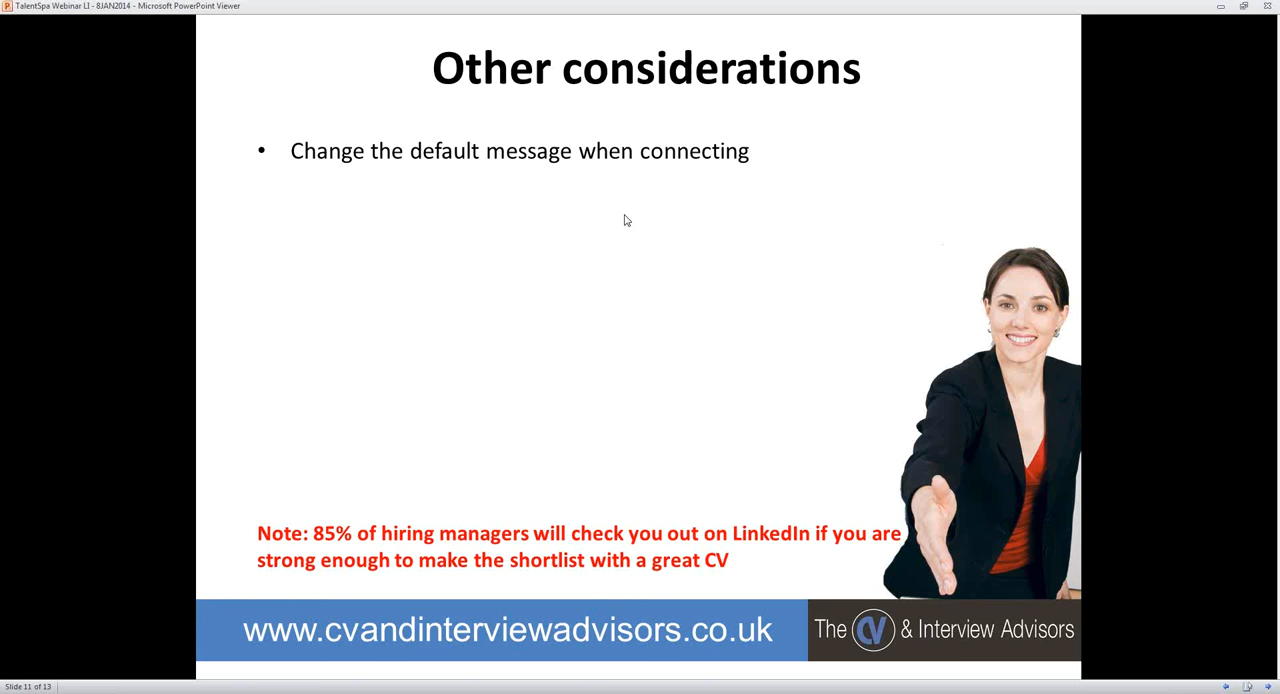 TalentSpa Webinar LI - 8JAN2014 - Microsoft PowerPoint Viewer
Other considerations
• Change the default message when connecting
Note: 85% of hiring managers will check you out on LinkedIn if you are
strong enough to make the shortlist with a great CV
www.cvandinterviewadvisors.co.uk
The CV & Interview Advisors
Slide 11 of 13